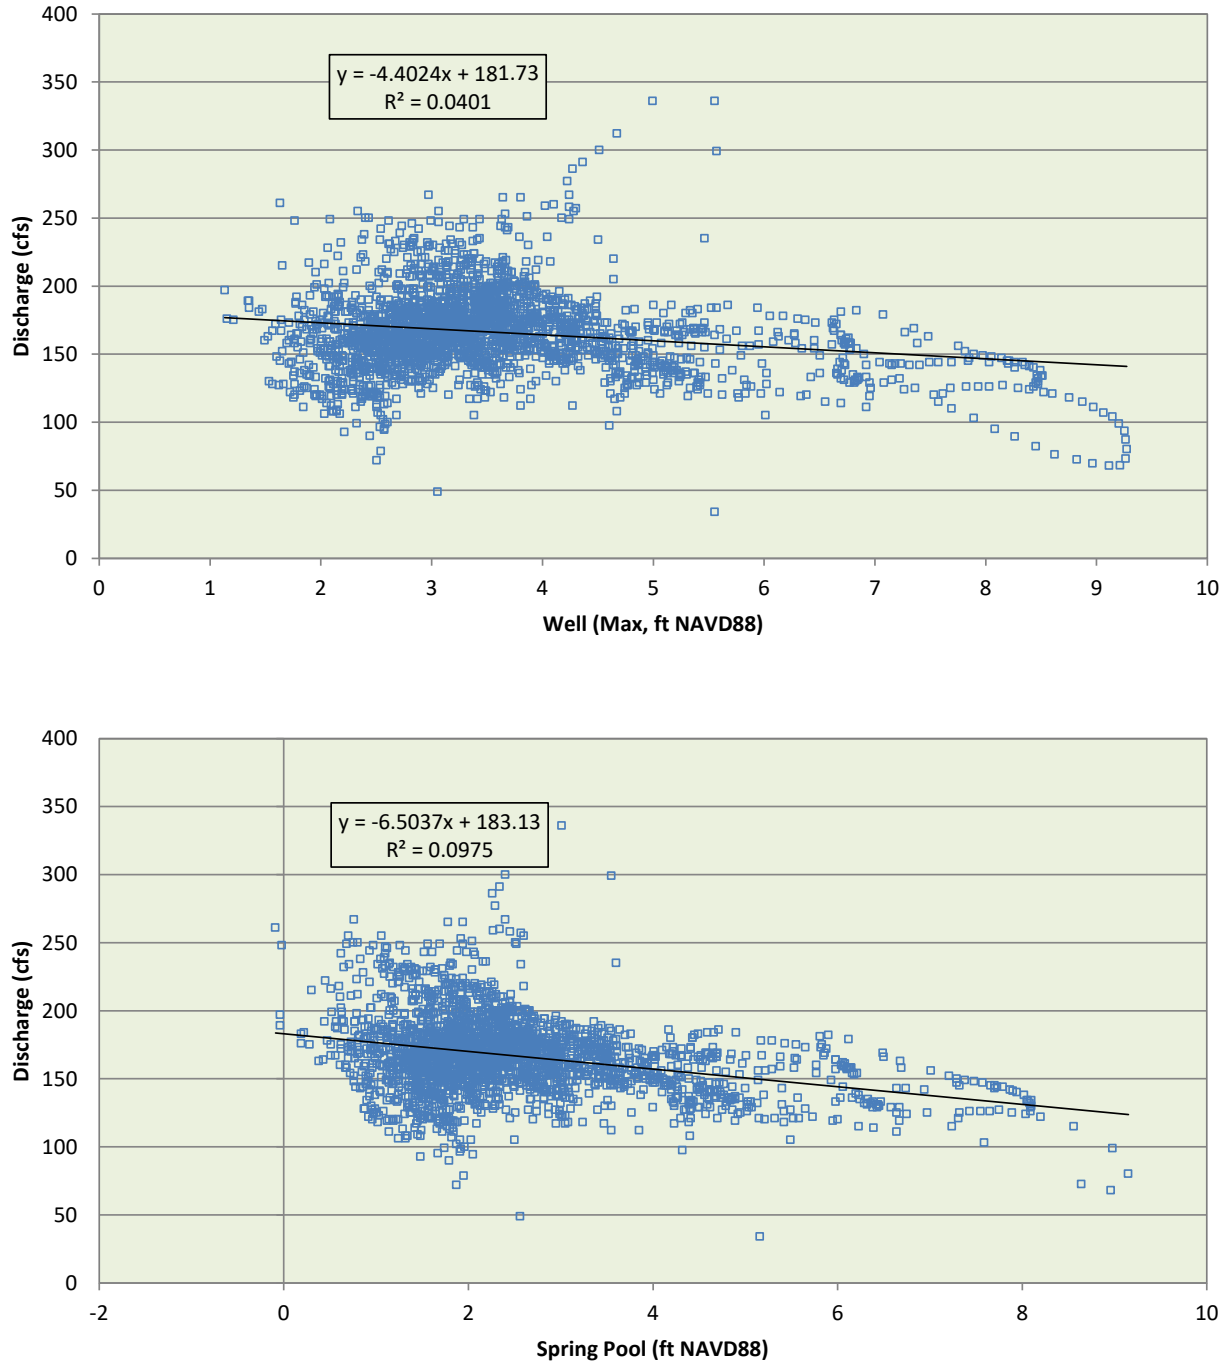 400
350
300
250
200
150
100
50
0
Discharge (cfs)
y = -4.4024x + 181.73
R² = 0.0401
0 1 2 3 4 5 6 7 8 9 10
Well (Max, ft NAVD88)
400
350
300
250
200
150
100
50
0
Discharge (cfs)
y = -6.5037x + 183.13
R² = 0.0975
-2 0 2 4 6 8 10
Spring Pool (ft NAVD88)